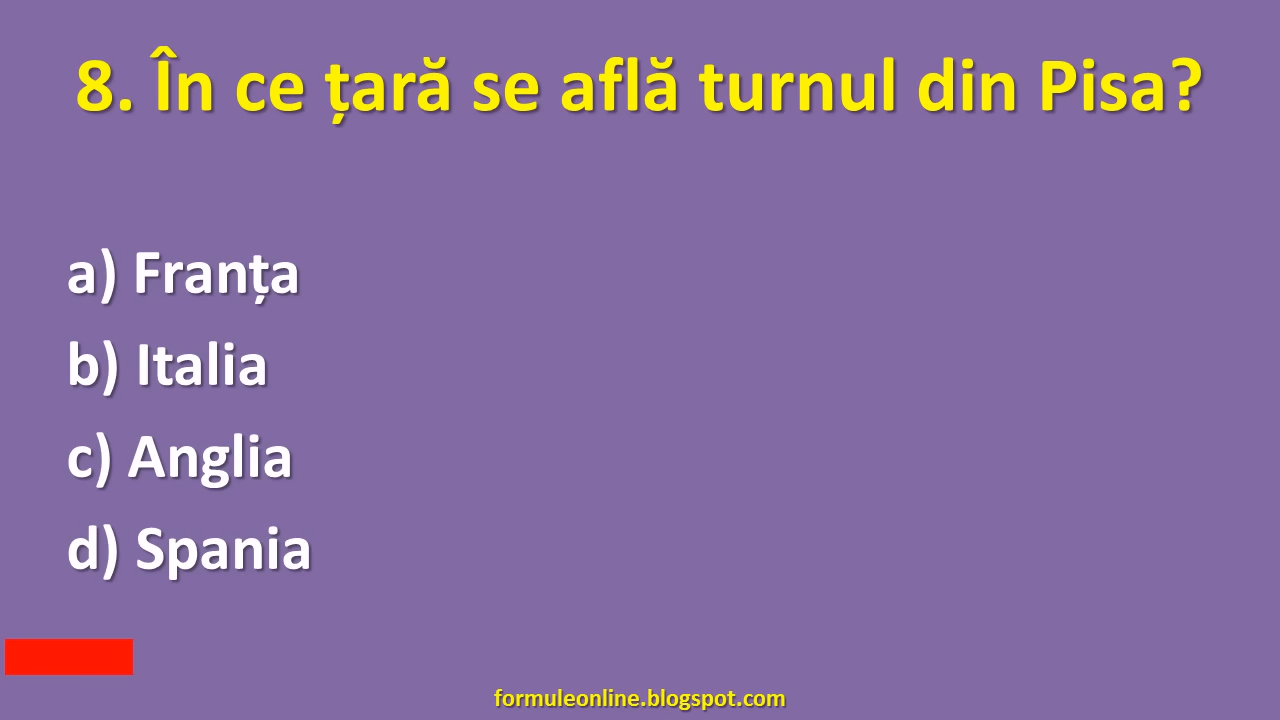 8. În ce țară se află turnul din Pisa?
a) Franța
b) Italia
c) Anglia
d) Spania
formuleonline.blogspot.com